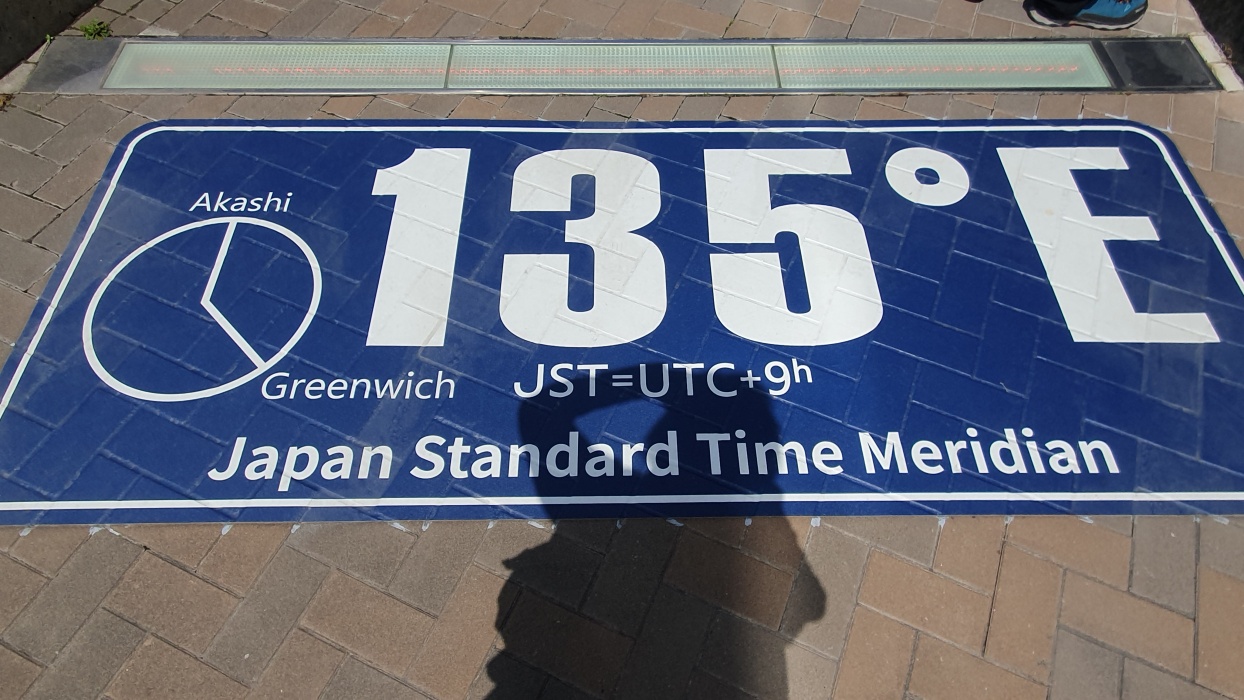 135°E
Akashi
Greenwich
JST=UTC+9ʰ
Japan Standard Time Meridian